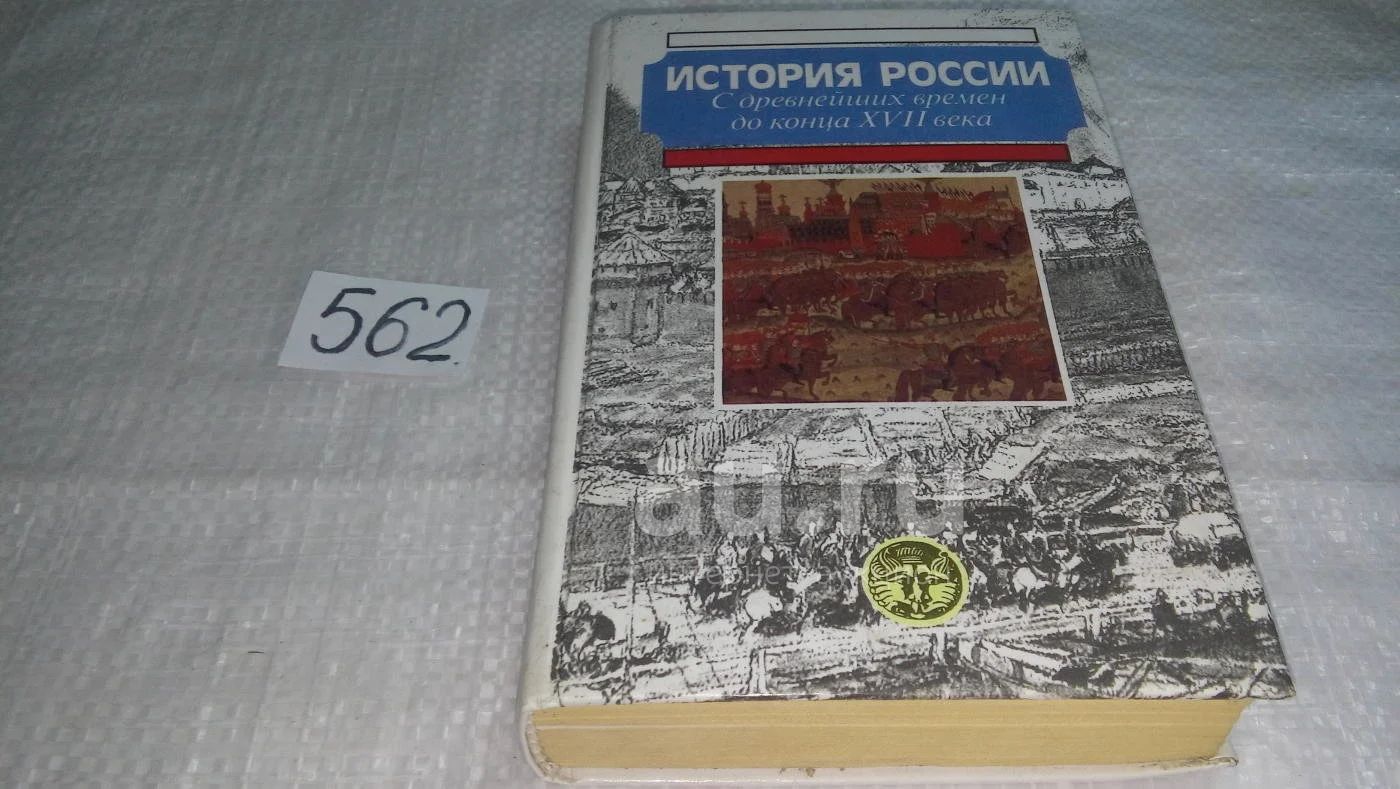 ИСТОРИЯ РОССИИ
С древнейших времен
до конца XVII века
562.
au.ru